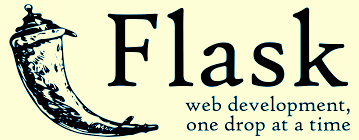 Flask
web development,
one drop at a time